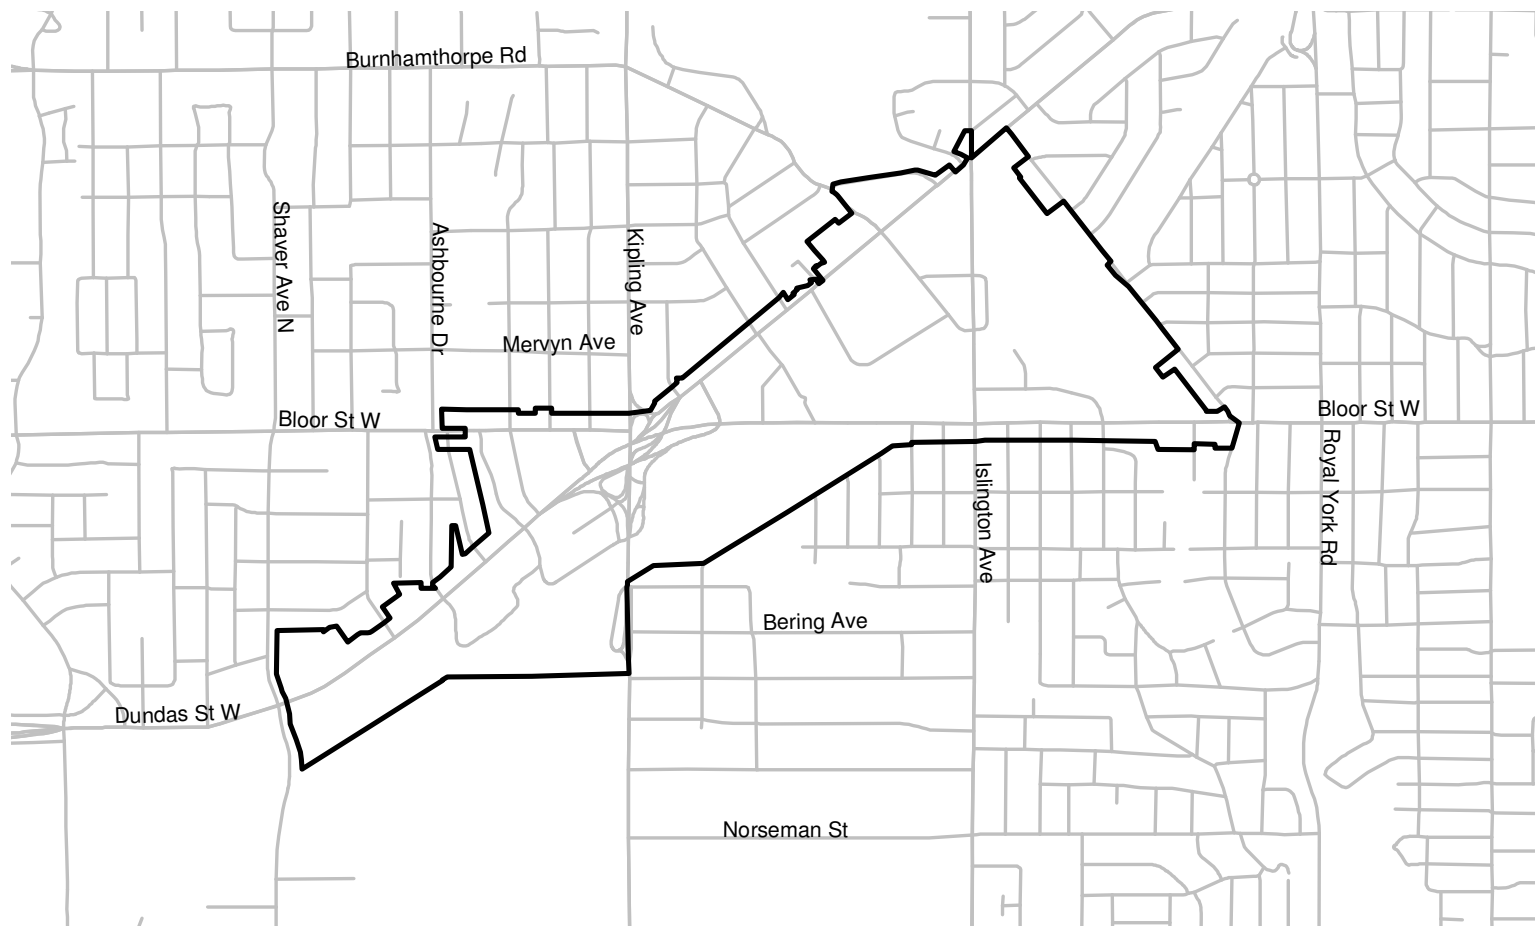 Burnhamthorpe Rd
Shaver Ave N
Ashbourne Dr
Kipling Ave
Mervyn Ave
Bloor St W
Bloor St W
Royal York Rd
Islington Ave
Bering Ave
Dundas St W
Norseman St